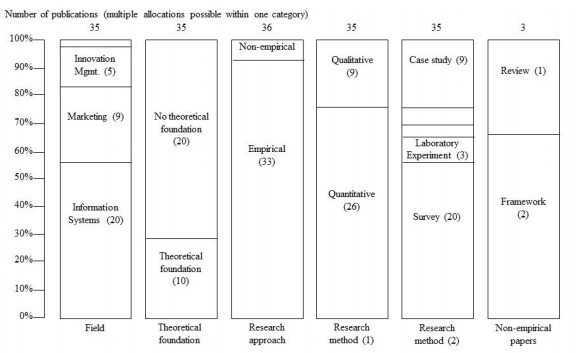 Number of publications (multiple allocations possible within one category)
35 35 36 35 35 3
100%
90%
80%
70%
60%
50%
40%
30%
20%
10%
0%
Innovation
Mgmt. (5)
Marketing (9)
Information
Systems (20)
Field
No theoretical
foundation
(20)
Theoretical
foundation
(10)
Theoretical
foundation
Non-empirical
Empirical
(33)
Research
approach
Qualitative
(9)
Quantitative
(26)
Research
method (1)
Case study (9)
Laboratory
Experiment (3)
Survey (20)
Research
method (2)
Review (1)
Framework
(2)
Non-empirical
papers